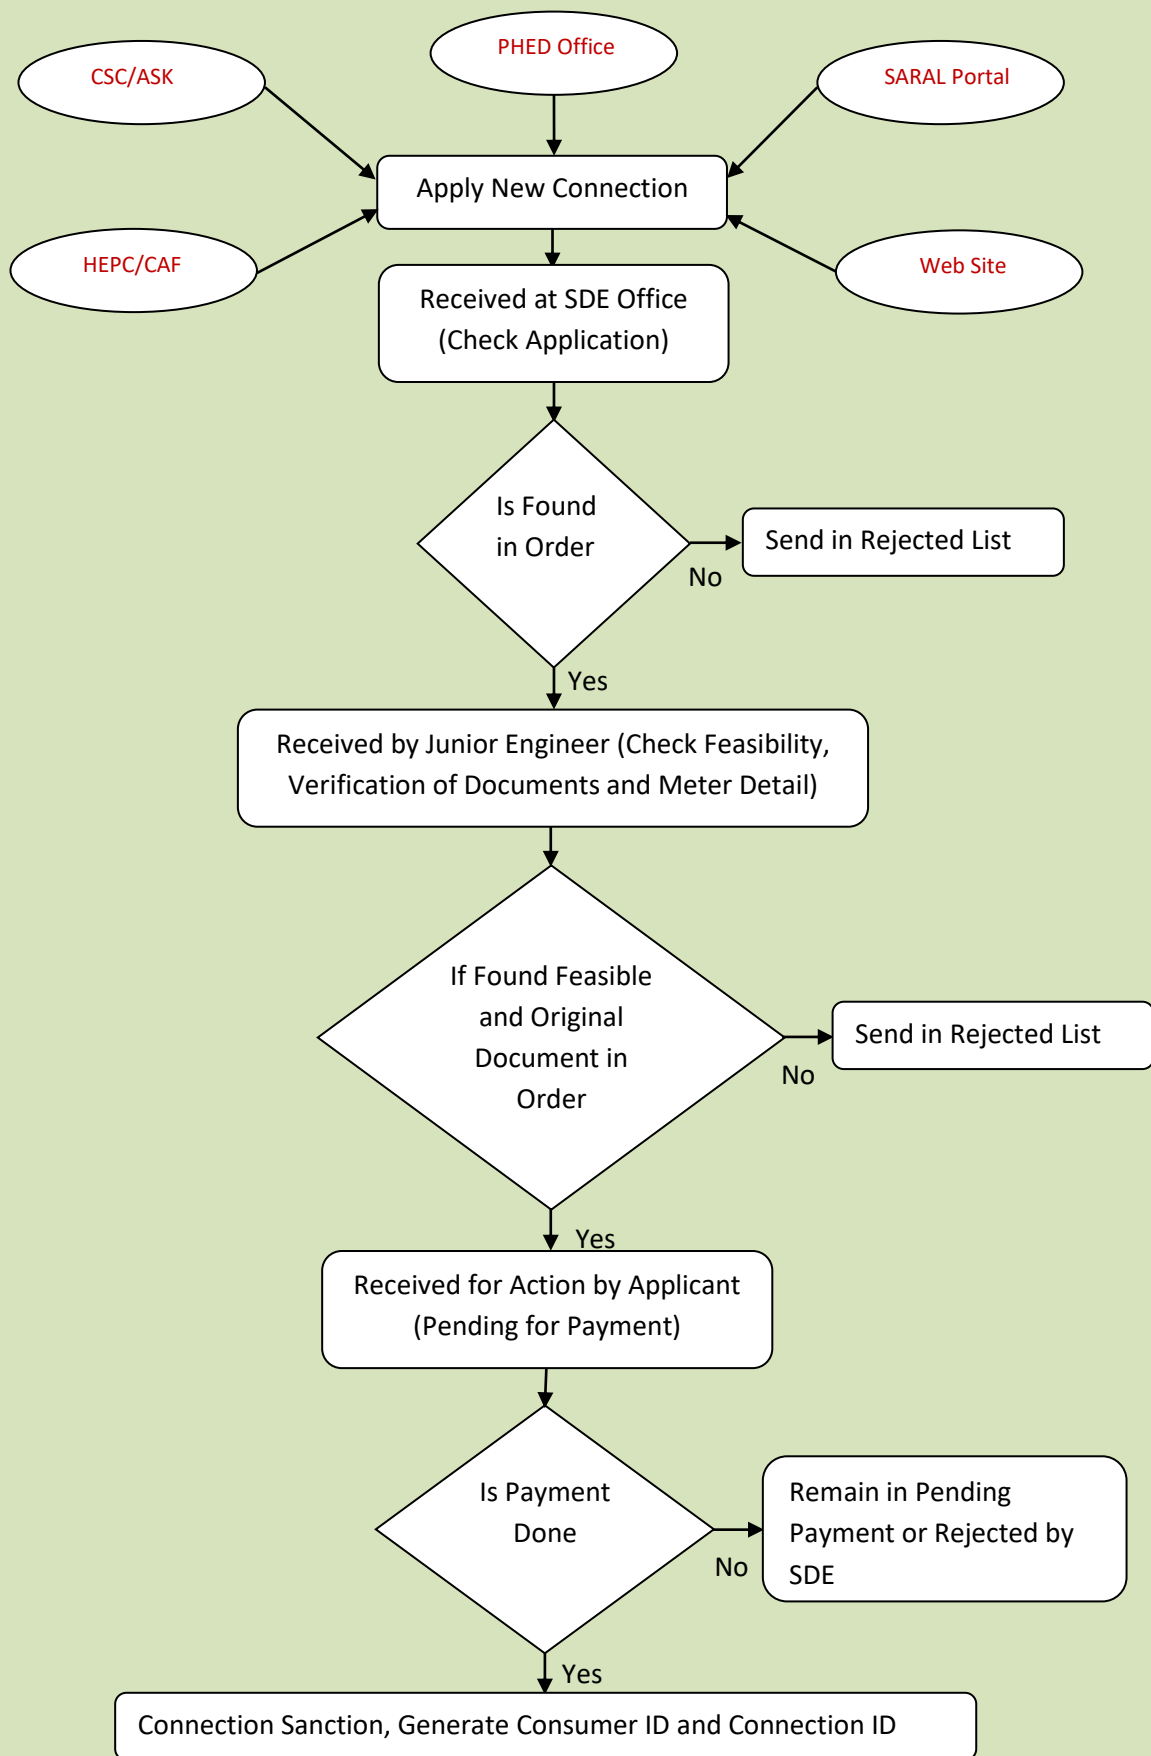 PHED Office
CSC/ASK
SARAL Portal
Apply New Connection
HEPC/CAF
Web Site
Received at SDE Office
(Check Application)
Is Found
in Order
Send in Rejected List
No
Yes
Received by Junior Engineer (Check Feasibility,
Verification of Documents and Meter Detail)
If Found Feasible
and Original
Document in
Order
Send in Rejected List
No
Yes
Received for Action by Applicant
(Pending for Payment)
Is Payment
Done
Remain in Pending
Payment or Rejected by
SDE
No
Yes
Connection Sanction, Generate Consumer ID and Connection ID